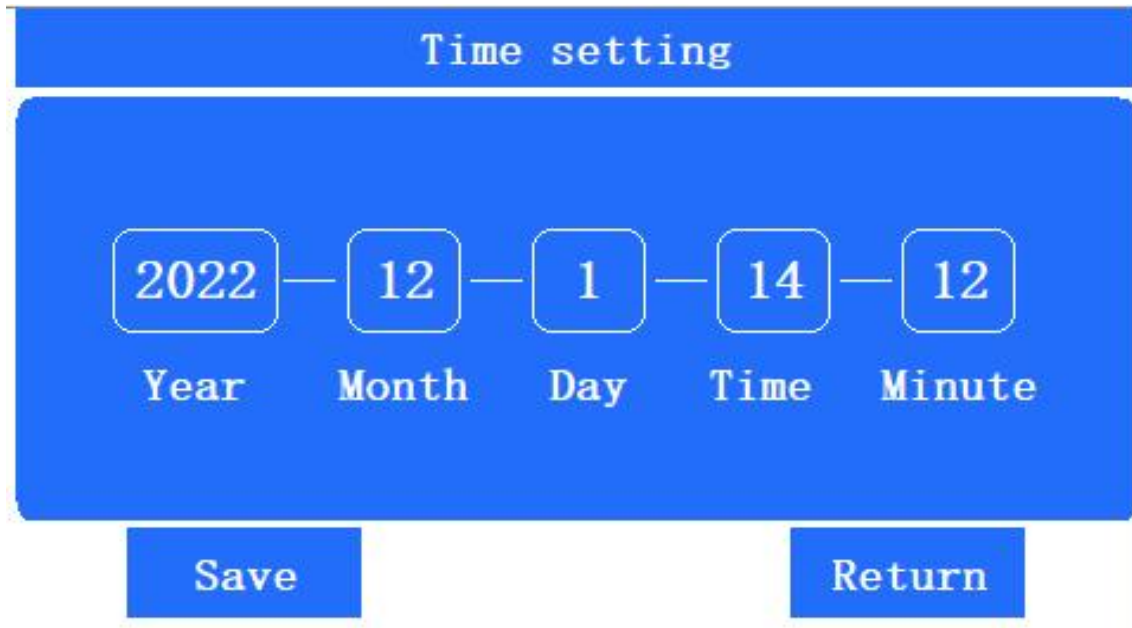 Time setting
2022 — 12 — 1 — 14 — 12
Year Month Day Time Minute
Save Return